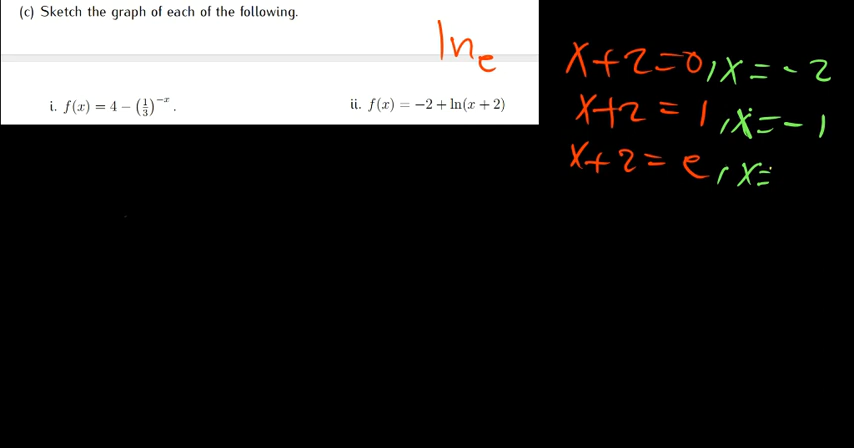 (c) Sketch the graph of each of the following.
ln e
i. f(x) = 4 − (1/3)^{−x}. ii. f(x) = −2 + ln(x + 2)
x+2=0, x=-2
x+2=1, x=-1
x+2=e, x=